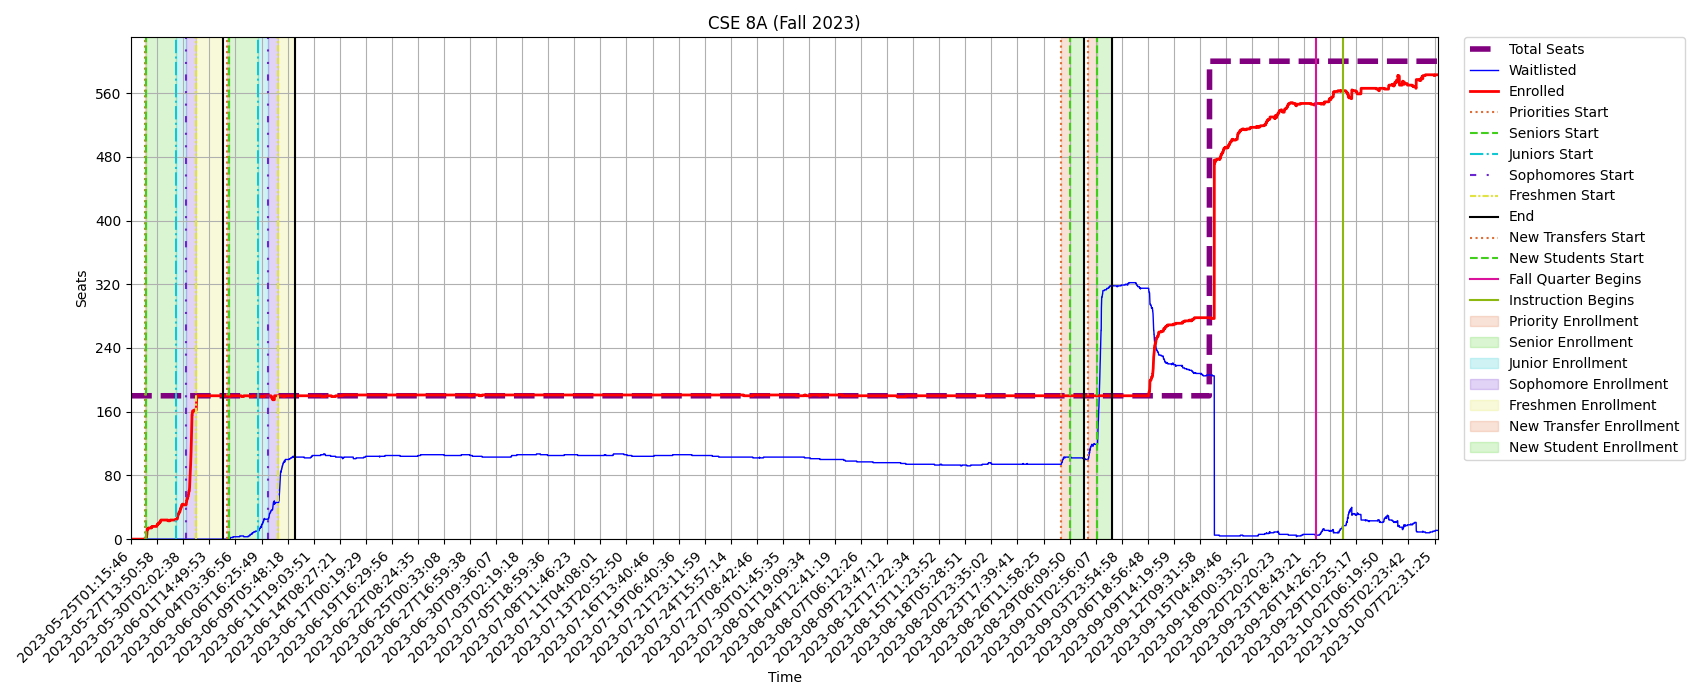 CSE 8A (Fall 2023)
Seats
560
480
400
320
240
160
80
0
2023-05-25T01:15:46
2023-05-27T13:50:58
2023-05-30T02:02:38
2023-06-01T14:49:53
2023-06-04T03:36:56
2023-06-06T16:25:49
2023-06-09T05:48:18
2023-06-11T19:03:51
2023-06-14T08:27:21
2023-06-17T00:19:29
2023-06-19T16:29:56
2023-06-22T08:24:35
2023-06-25T00:33:08
2023-06-27T16:59:38
2023-06-30T09:36:07
2023-07-03T02:19:18
2023-07-05T18:59:36
2023-07-08T11:46:23
2023-07-11T04:08:01
2023-07-13T20:52:50
2023-07-16T13:40:46
2023-07-19T06:40:36
2023-07-21T23:11:59
2023-07-24T15:57:14
2023-07-27T08:42:46
2023-07-30T01:45:35
2023-08-01T19:09:34
2023-08-04T12:41:19
2023-08-07T06:12:26
2023-08-09T23:47:12
2023-08-12T17:22:34
2023-08-15T11:23:52
2023-08-18T05:28:51
2023-08-20T23:35:02
2023-08-23T17:39:41
2023-08-26T11:58:25
2023-08-29T06:09:50
2023-09-01T02:56:07
2023-09-03T23:54:58
2023-09-06T18:56:48
2023-09-09T14:19:59
2023-09-12T09:31:58
2023-09-15T04:49:46
2023-09-18T00:33:52
2023-09-20T20:20:23
2023-09-23T18:43:21
2023-09-26T14:26:25
2023-09-29T10:25:17
2023-10-02T06:19:50
2023-10-05T02:23:42
2023-10-07T22:31:25
Time
Total Seats
Waitlisted
Enrolled
Priorities Start
Seniors Start
Juniors Start
Sophomores Start
Freshmen Start
End
New Transfers Start
New Students Start
Fall Quarter Begins
Instruction Begins
Priority Enrollment
Senior Enrollment
Junior Enrollment
Sophomore Enrollment
Freshmen Enrollment
New Transfer Enrollment
New Student Enrollment